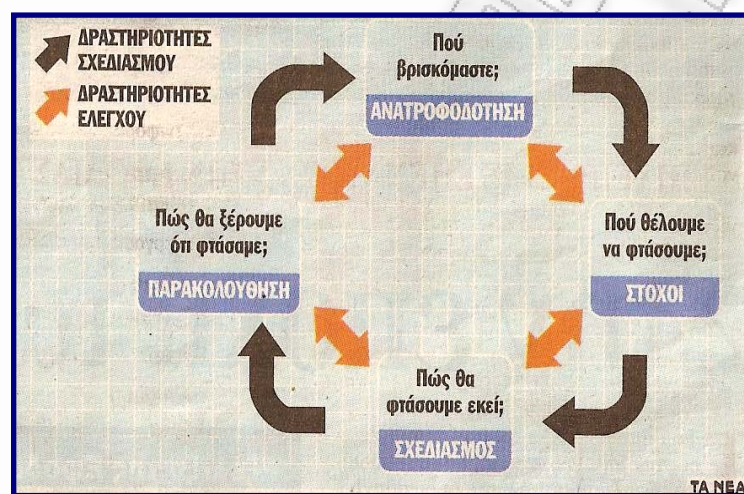 ΔΡΑΣΤΗΡΙΟΤΗΤΕΣ
ΣΧΕΔΙΑΣΜΟΥ
ΔΡΑΣΤΗΡΙΟΤΗΤΕΣ
ΕΛΕΓΧΟΥ
Πού
βρισκόμαστε;
ΑΝΑΤΡΟΦΟΔΟΤΗΣΗ
Πού θέλουμε
να φτάσουμε;
ΣΤΟΧΟΙ
Πώς θα
φτάσουμε εκεί;
ΣΧΕΔΙΑΣΜΟΣ
Πώς θα ξέρουμε
ότι φτάσαμε;
ΠΑΡΑΚΟΛΟΥΘΗΣΗ
ΤΑ ΝΕΑ